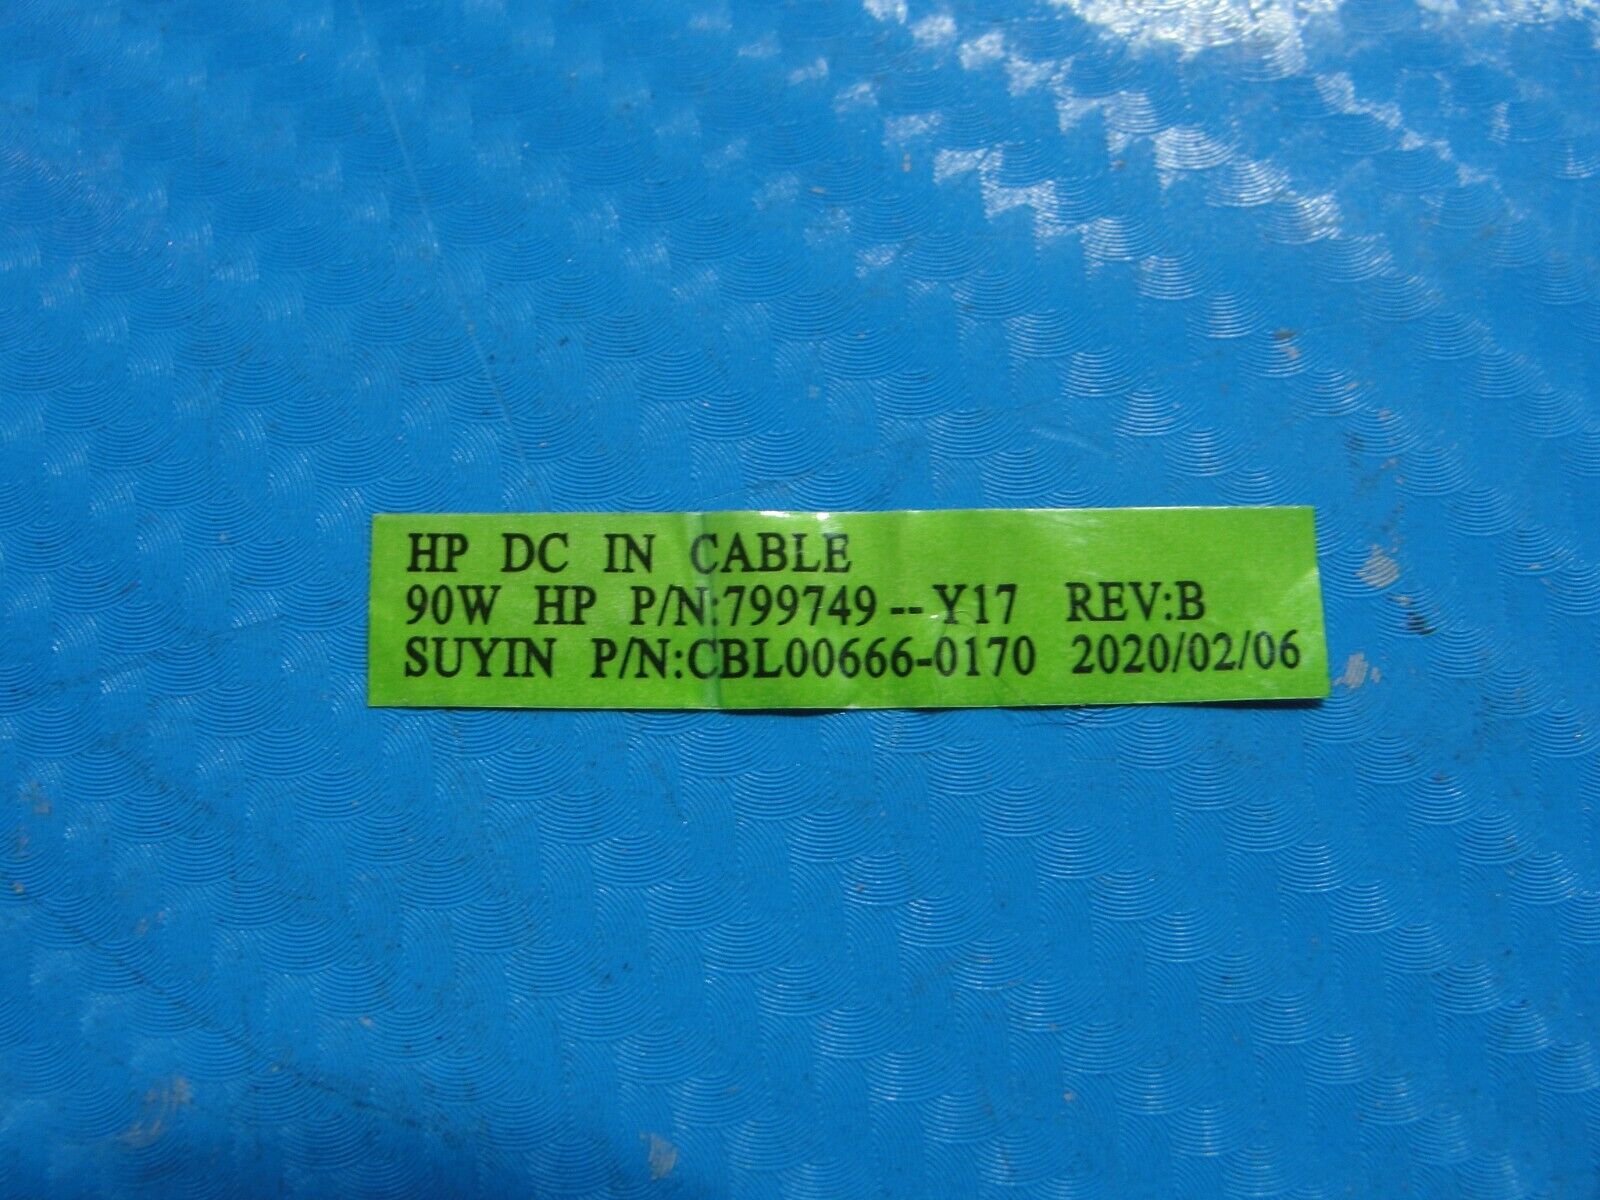 HP DC IN CABLE
90W HP P/N:799749--Y17 REV:B
SUYIN P/N:CBL00666-0170 2020/02/06